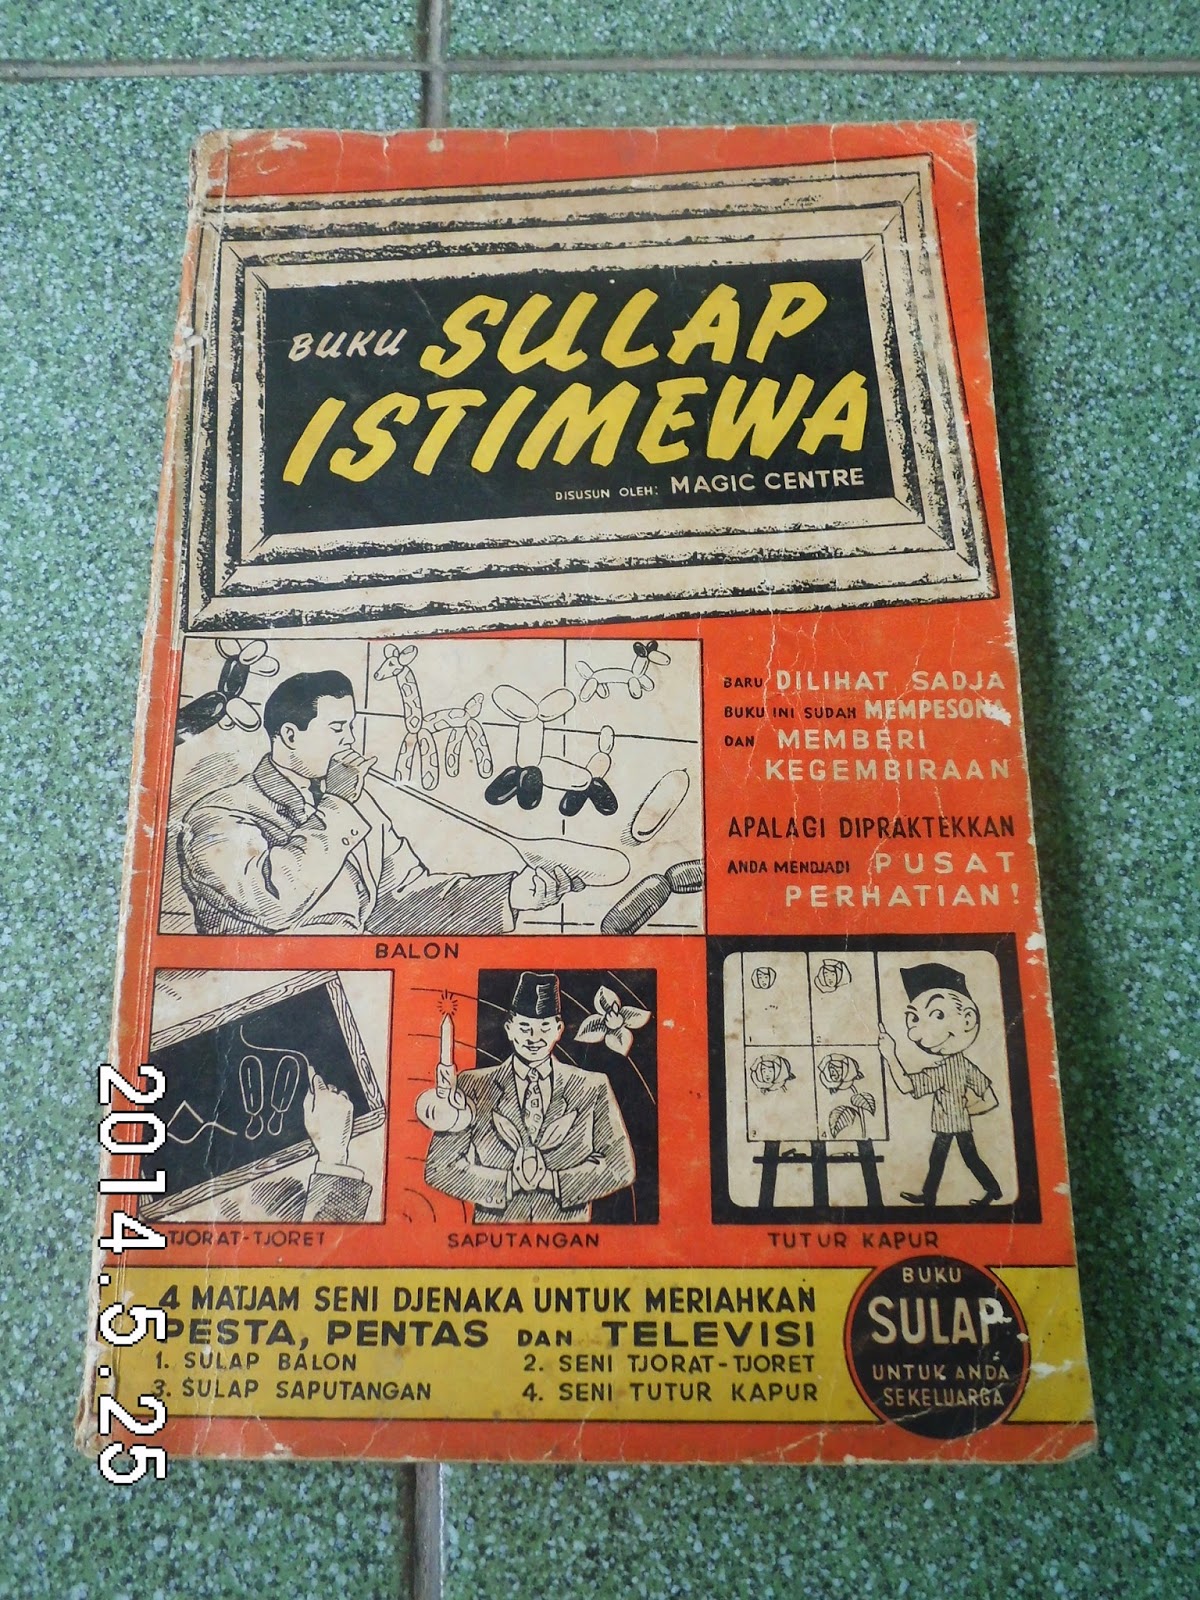 BUKU SULAP
ISTIMEWA
DISUSUN OLEH: MAGIC CENTRE
BARU DILIHAT SADJA
BUKU INI SUDAH MEMPESONA
DAN MEMBERI
KEGEMBIRAAN
APALAGI DIPRAKTEKKAN
ANDA MENDJADI PUSAT
PERHATIAN!
BALON
TJORAT-TJORET
SAPUTANGAN
TUTUR KAPUR
4 MATJAM SENI DJENAKA UNTUK MERIAHKAN
PESTA, PENTAS DAN TELEVISI
1. SULAP BALON
2. SENI TJORAT-TJORET
3. SULAP SAPUTANGAN
4. SENI TUTUR KAPUR
BUKU
SULAP
UNTUK ANDA
SEKELUARGA
2014.5.25